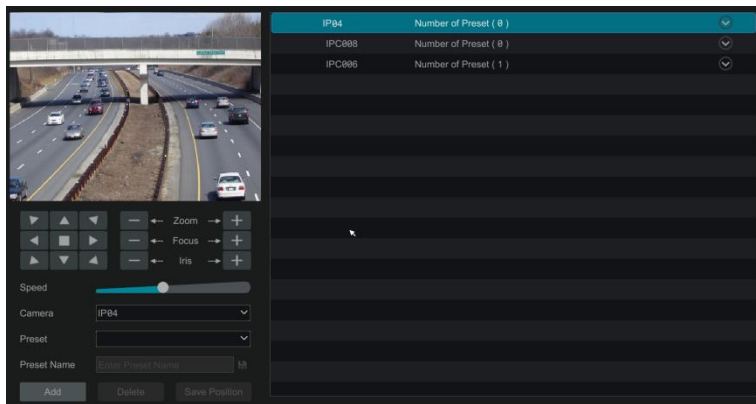 IP04 Number of Preset ( 0 )
IPC008 Number of Preset ( 0 )
IPC006 Number of Preset ( 1 )
Zoom
Focus
Iris
Speed
Camera IP04
Preset
Preset Name Enter Preset Name
Add Delete Save Position